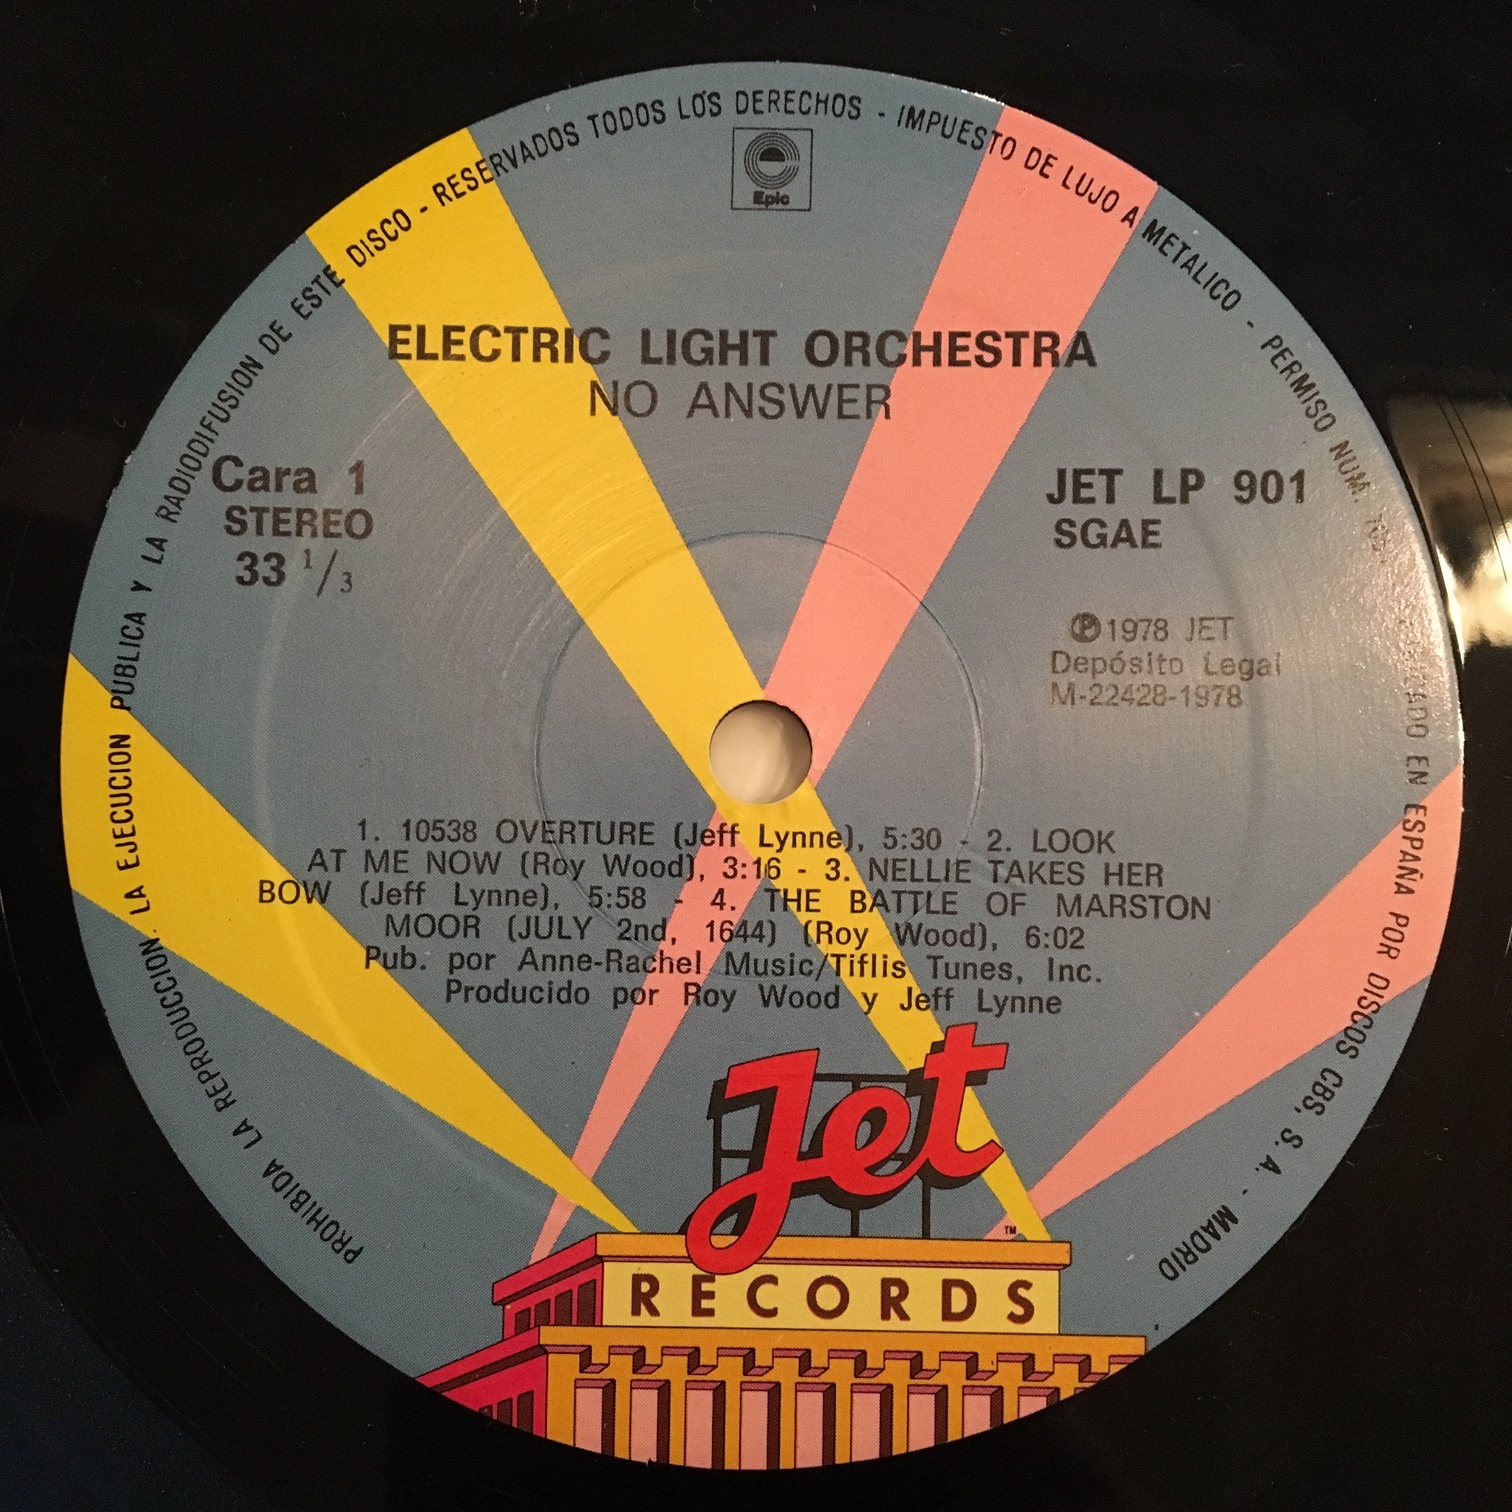 PROHIBIDA LA REPRODUCCION. LA EJECUCION PUBLICA Y LA RADIODIFUSION DE ESTE DISCO - RESERVADOS TODOS LOS DERECHOS - IMPUESTO DE LUJO A METALICO - PERMISO NUM. EN ESPAÑA POR DISCOS CBS, S. A. - MADRID
Epic
ELECTRIC LIGHT ORCHESTRA
NO ANSWER
Cara 1
STEREO
33 1/3
JET LP 901
SGAE
Ⓟ1978 JET
Depósito Legal
M-22428-1978
1. 10538 OVERTURE (Jeff Lynne), 5:30 - 2. LOOK
AT ME NOW (Roy Wood), 3:16 - 3. NELLIE TAKES HER
BOW (Jeff Lynne), 5:58 - 4. THE BATTLE OF MARSTON
MOOR (JULY 2nd, 1644) (Roy Wood), 6:02
Pub. por Anne-Rachel Music/Tiflis Tunes, Inc.
Producido por Roy Wood y Jeff Lynne
Jet
TM
RECORDS